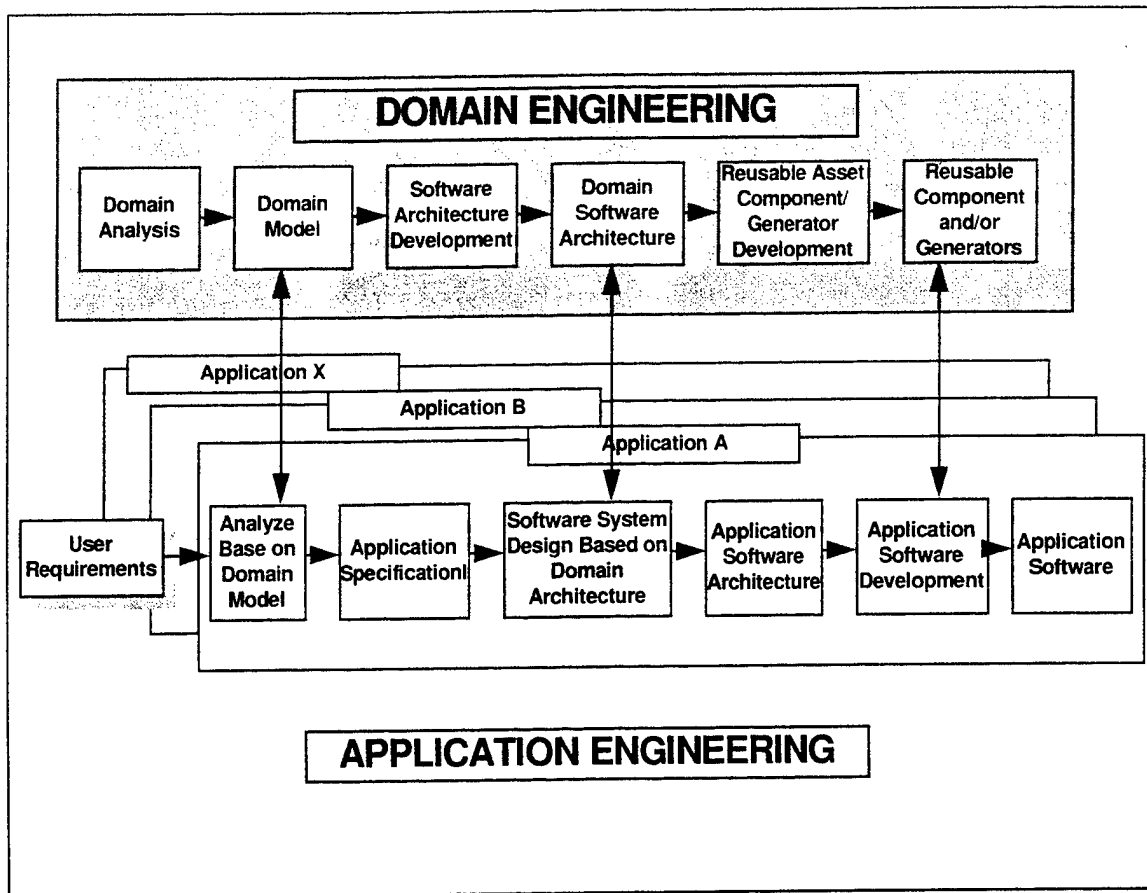 DOMAIN ENGINEERING
Domain
Analysis
Domain
Model
Software
Architecture
Development
Domain
Software
Architecture
Reusable Asset
Component/
Generator
Development
Reusable
Component
and/or
Generators
Application X
Application B
Application A
User
Requirements
Analyze
Base on
Domain
Model
Application
SpecificationI
Software System
Design Based on
Domain
Architecture
Application
Software
Architecture
Application
Software
Development
Application
Software
APPLICATION ENGINEERING